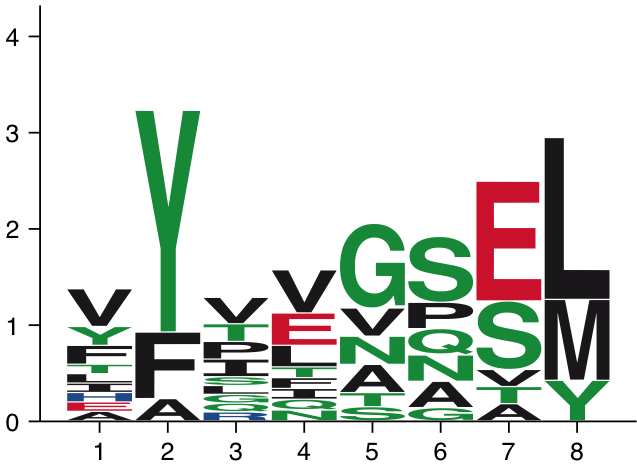 4
3
2
1
0
V Y F T H E A
Y F A
V T P I S L G Q R
V E L T F I Q N
G V N A T S
S P Q N A G
E S V T A
L M Y
1 2 3 4 5 6 7 8